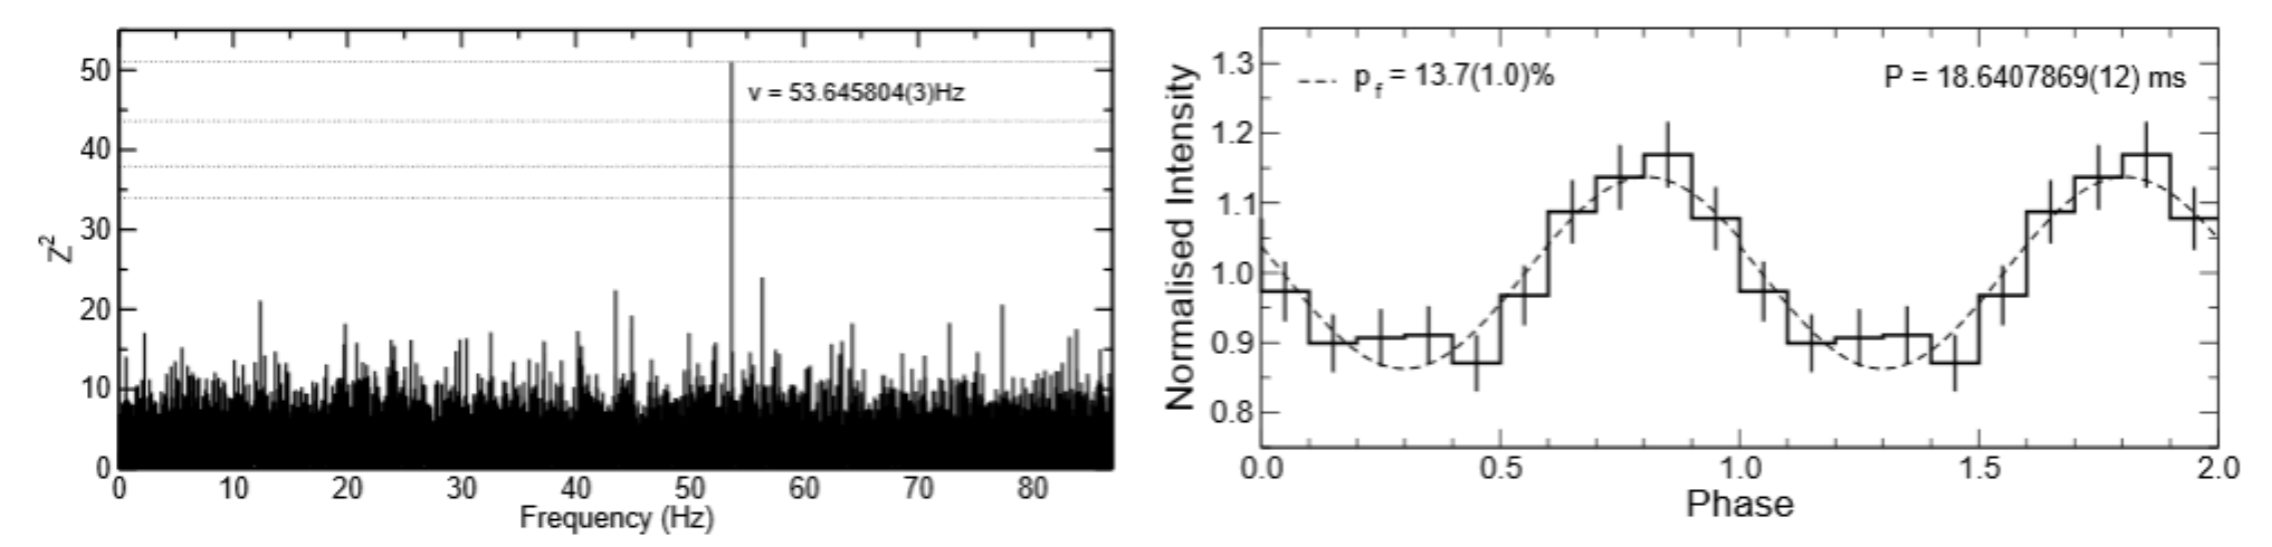 50
40
30
20
10
0
Z²
ν = 53.645804(3)Hz
0 10 20 30 40 50 60 70 80
Frequency (Hz)
1.3
1.2
1.1
1.0
0.9
0.8
Normalised Intensity
p_f = 13.7(1.0)%
P = 18.6407869(12) ms
0.0 0.5 1.0 1.5 2.0
Phase